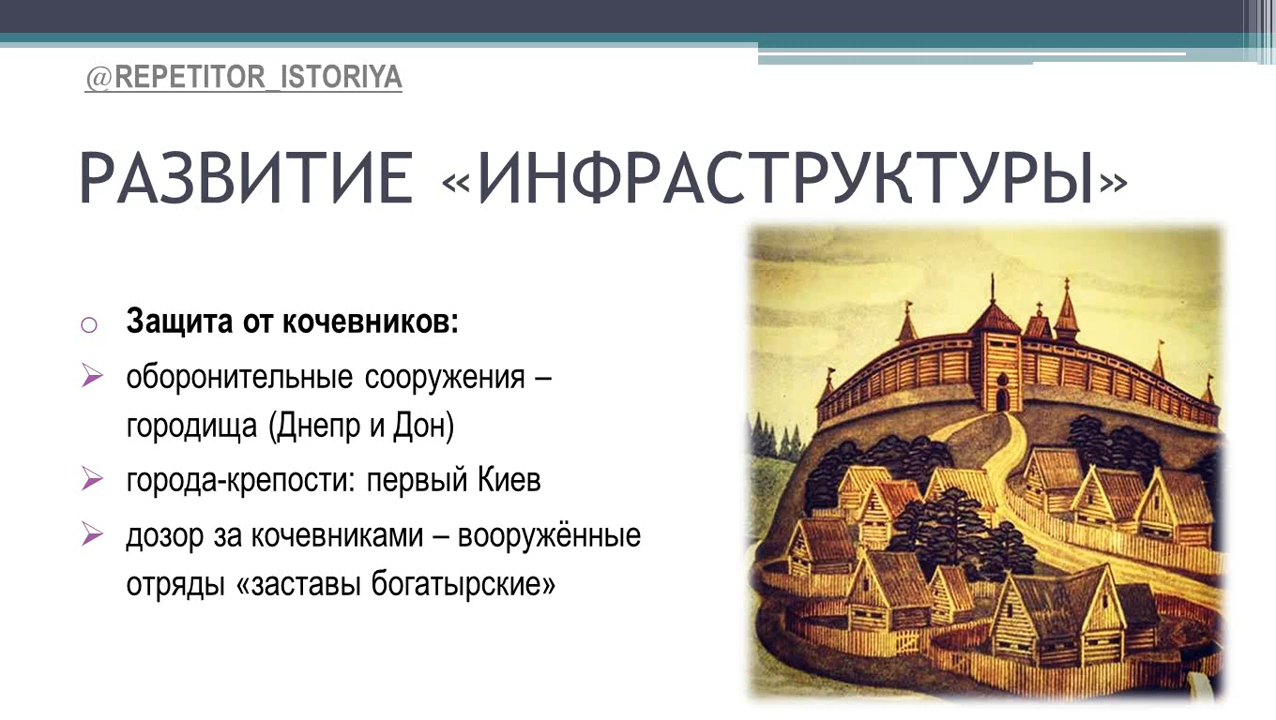 @REPETITOR_ISTORIYA
РАЗВИТИЕ «ИНФРАСТРУКТУРЫ»
Защита от кочевников:
оборонительные сооружения –
городища (Днепр и Дон)
города-крепости: первый Киев
дозор за кочевниками – вооружённые
отряды «заставы богатырские»